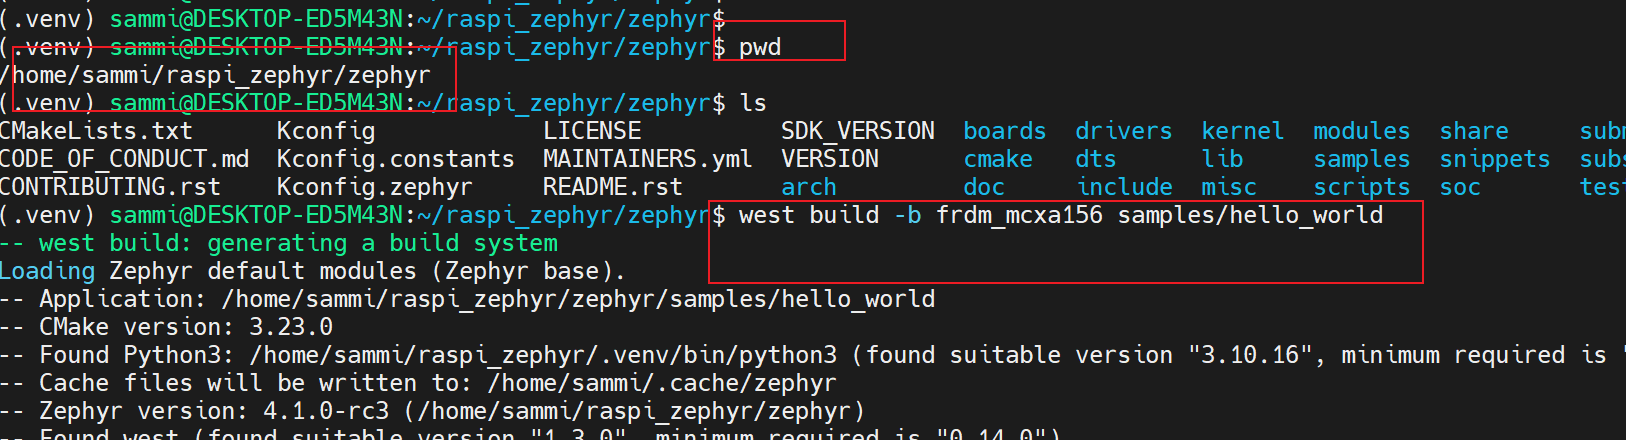 (.venv) sammi@DESKTOP-ED5M43N:~/raspi_zephyr/zephyr$
(.venv) sammi@DESKTOP-ED5M43N:~/raspi_zephyr/zephyr$ pwd
/home/sammi/raspi_zephyr/zephyr
(.venv) sammi@DESKTOP-ED5M43N:~/raspi_zephyr/zephyr$ ls
CMakeLists.txt Kconfig LICENSE SDK_VERSION boards drivers kernel modules share
CODE_OF_CONDUCT.md Kconfig.constants MAINTAINERS.yml VERSION cmake dts lib samples snippets
CONTRIBUTING.rst Kconfig.zephyr README.rst arch doc include misc scripts soc
(.venv) sammi@DESKTOP-ED5M43N:~/raspi_zephyr/zephyr$ west build -b frdm_mcxa156 samples/hello_world
-- west build: generating a build system
Loading Zephyr default modules (Zephyr base).
-- Application: /home/sammi/raspi_zephyr/zephyr/samples/hello_world
-- CMake version: 3.23.0
-- Found Python3: /home/sammi/raspi_zephyr/.venv/bin/python3 (found suitable version "3.10.16", minimum required is "
-- Cache files will be written to: /home/sammi/.cache/zephyr
-- Zephyr version: 4.1.0-rc3 (/home/sammi/raspi_zephyr/zephyr)
-- Found west (found suitable version "1.3.0", minimum required is "0.14.0")